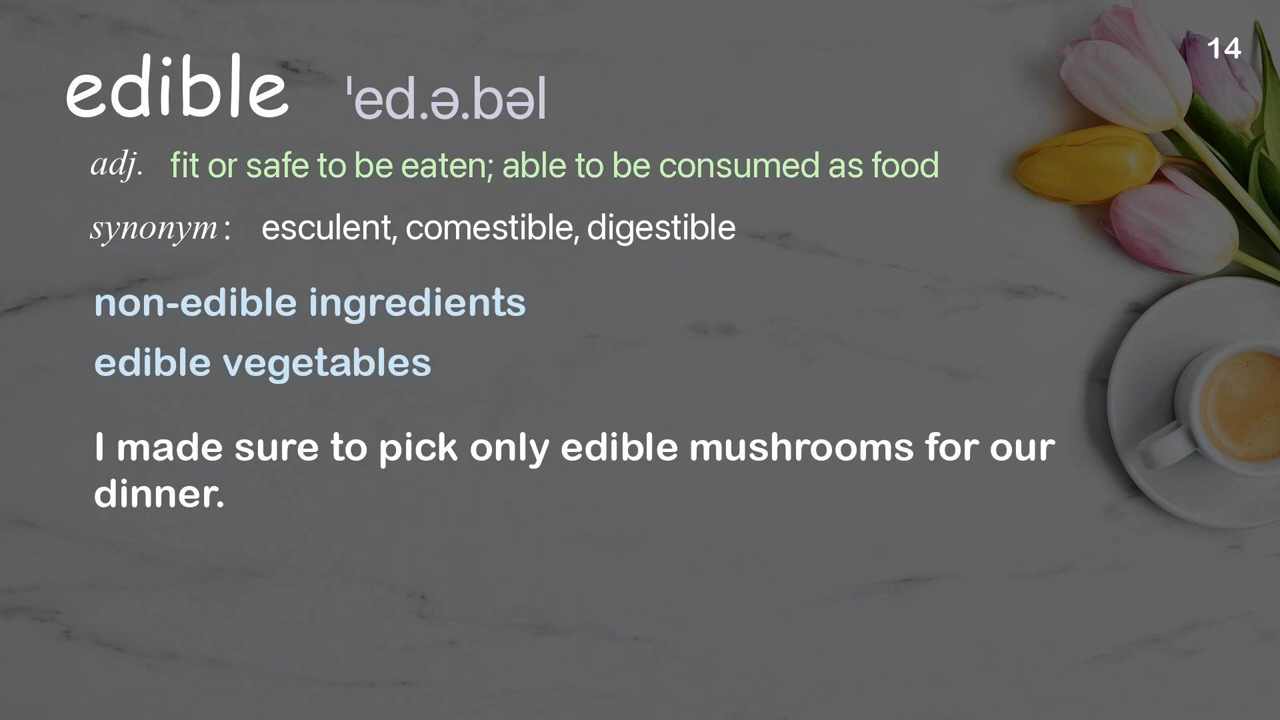 14
edible ˈed.ə.bəl
adj. fit or safe to be eaten; able to be consumed as food
synonym: esculent, comestible, digestible
non-edible ingredients
edible vegetables
I made sure to pick only edible mushrooms for our
dinner.